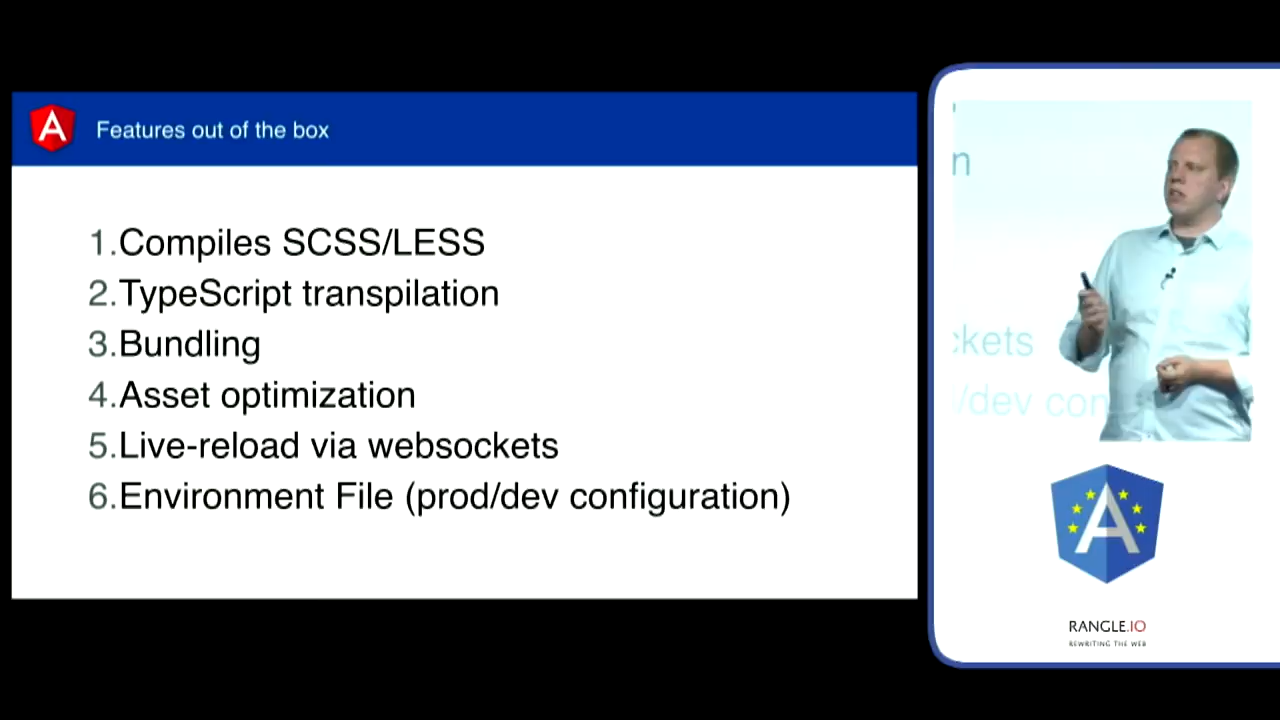 Features out of the box
1.Compiles SCSS/LESS
2.TypeScript transpilation
3.Bundling
4.Asset optimization
5.Live-reload via websockets
6.Environment File (prod/dev configuration)
n
ckets
/dev con
RANGLE.IO
REWRITING THE WEB